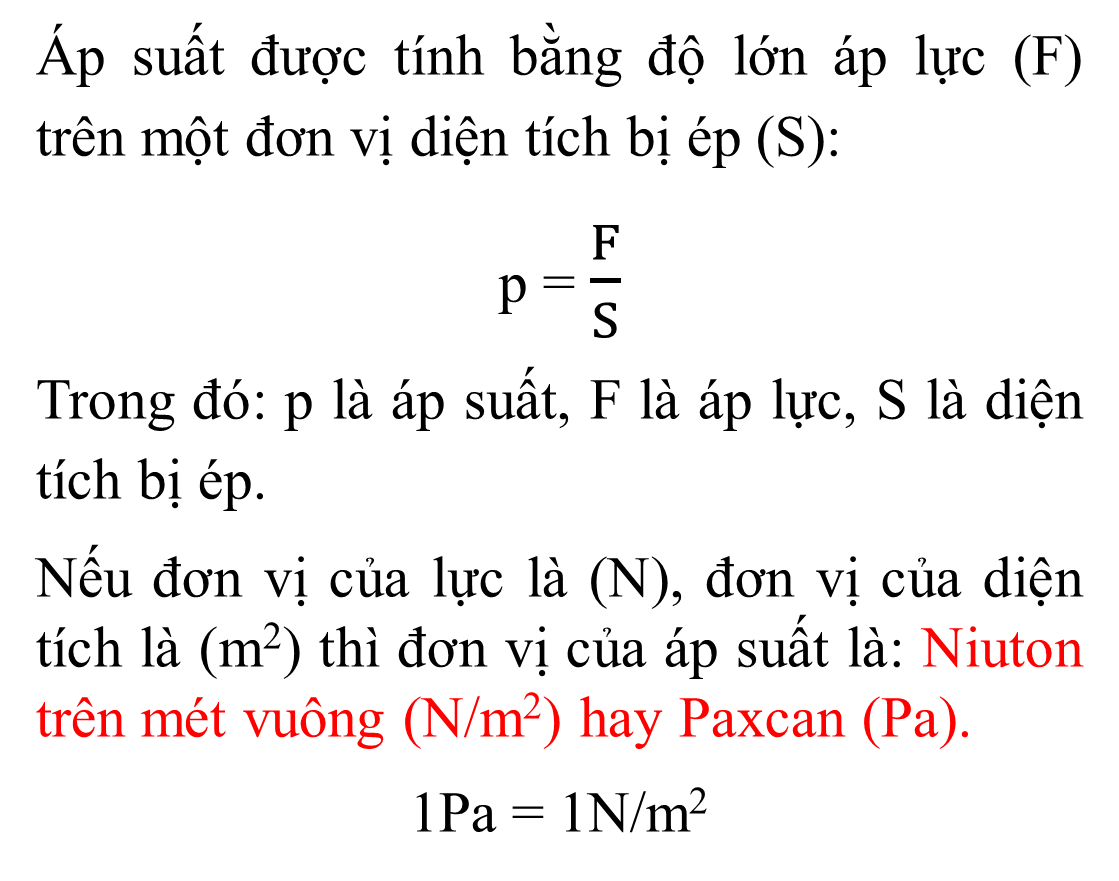 Áp suất được tính bằng độ lớn áp lực (F)
trên một đơn vị diện tích bị ép (S):
p = F/S
Trong đó: p là áp suất, F là áp lực, S là diện
tích bị ép.
Nếu đơn vị của lực là (N), đơn vị của diện
tích là (m²) thì đơn vị của áp suất là: Niuton
trên mét vuông (N/m²) hay Paxcan (Pa).
1Pa = 1N/m²